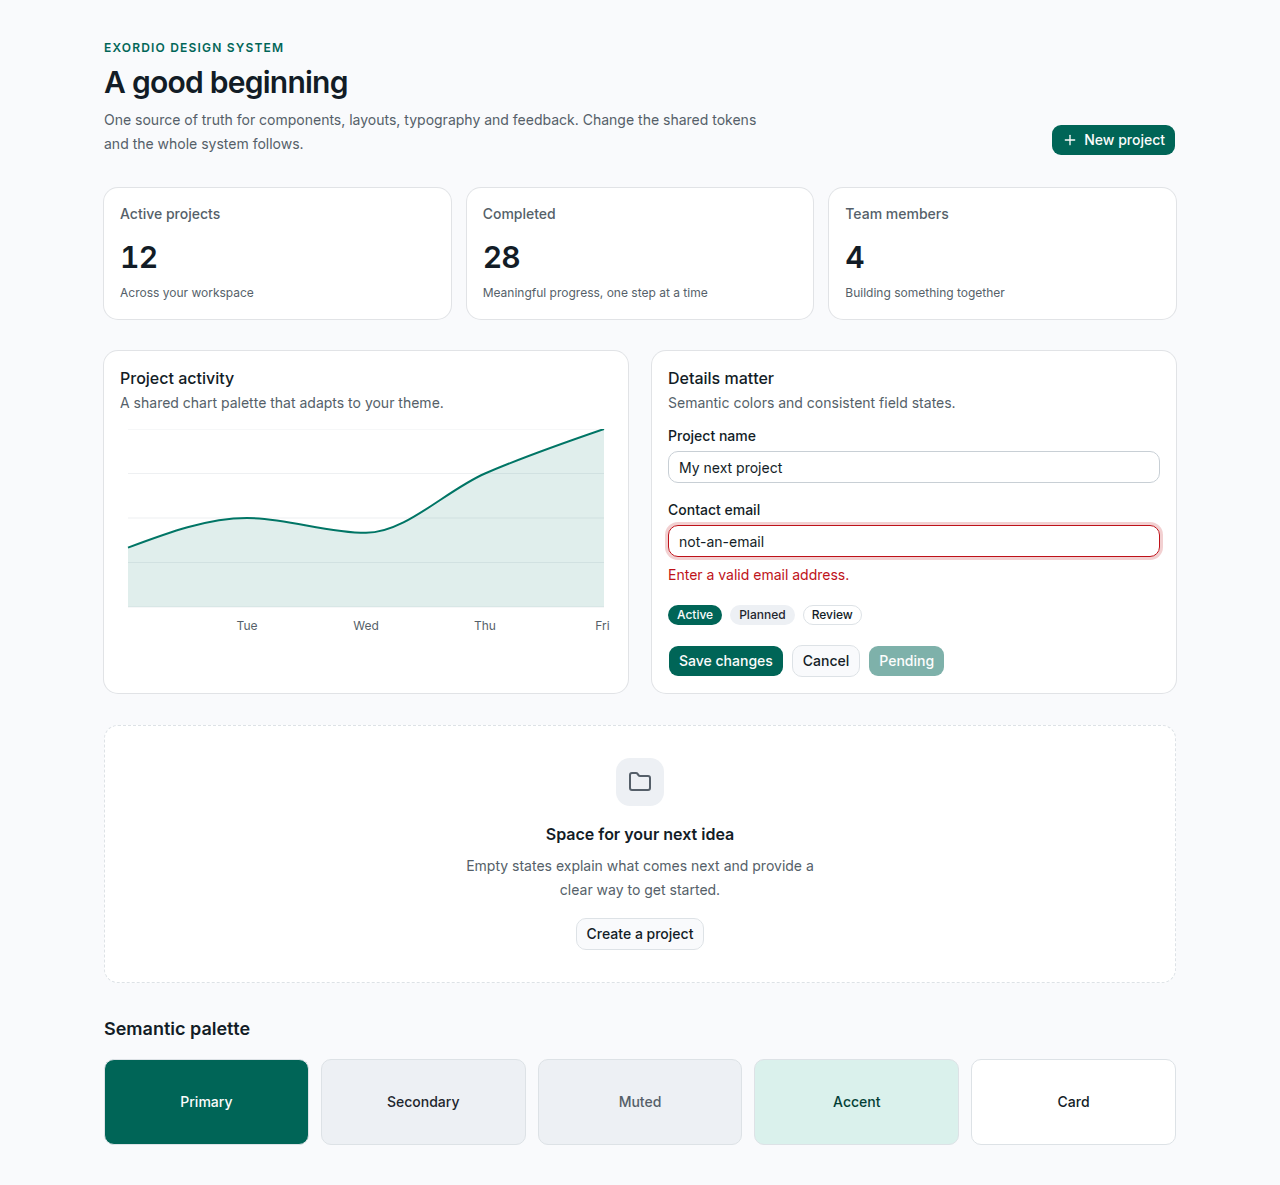 EXORDIO DESIGN SYSTEM
A good beginning
One source of truth for components, layouts, typography and feedback. Change the shared tokens
and the whole system follows.
New project
Active projects
12
Across your workspace
Completed
28
Meaningful progress, one step at a time
Team members
4
Building something together
Project activity
A shared chart palette that adapts to your theme.
Tue
Wed
Thu
Fri
Details matter
Semantic colors and consistent field states.
Project name
My next project
Contact email
not-an-email
Enter a valid email address.
Active
Planned
Review
Save changes
Cancel
Pending
Space for your next idea
Empty states explain what comes next and provide a
clear way to get started.
Create a project
Semantic palette
Primary
Secondary
Muted
Accent
Card